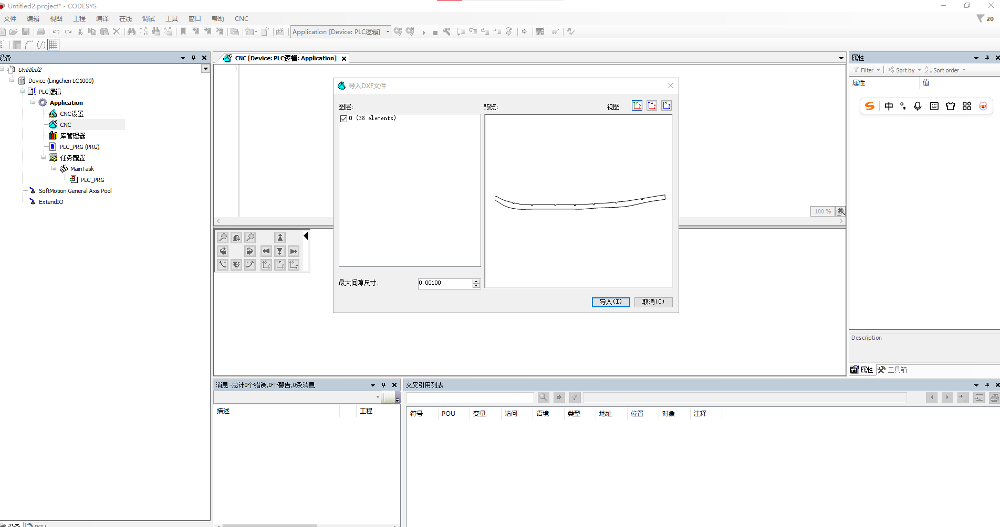 Untitled2.project* - CODESYS
文件 编辑 视图 工程 编译 在线 调试 工具 窗口 帮助 CNC
20
Application [Device: PLC逻辑]
设备
Untitled2
Device (Lingchen LC1000)
PLC逻辑
Application
CNC设置
CNC
库管理器
PLC_PRG (PRG)
任务配置
MainTask
PLC_PRG
SoftMotion General Axis Pool
ExtendIO
设备 POU
CNC [Device: PLC逻辑: Application]
1
100 %
导入DXF文件
图层: 预览: 视图:
0 (36 elements)
最大间隙尺寸: 0.00100
导入(I) 取消(C)
属性
Filter Sort by Sort order
属性 值
中
Description
属性 工具箱
消息 -总计0个错误,0个警告,0条消息
描述 工程
交叉引用列表
符号 POU 变量 访问 语境 类型 地址 位置 对象 注释